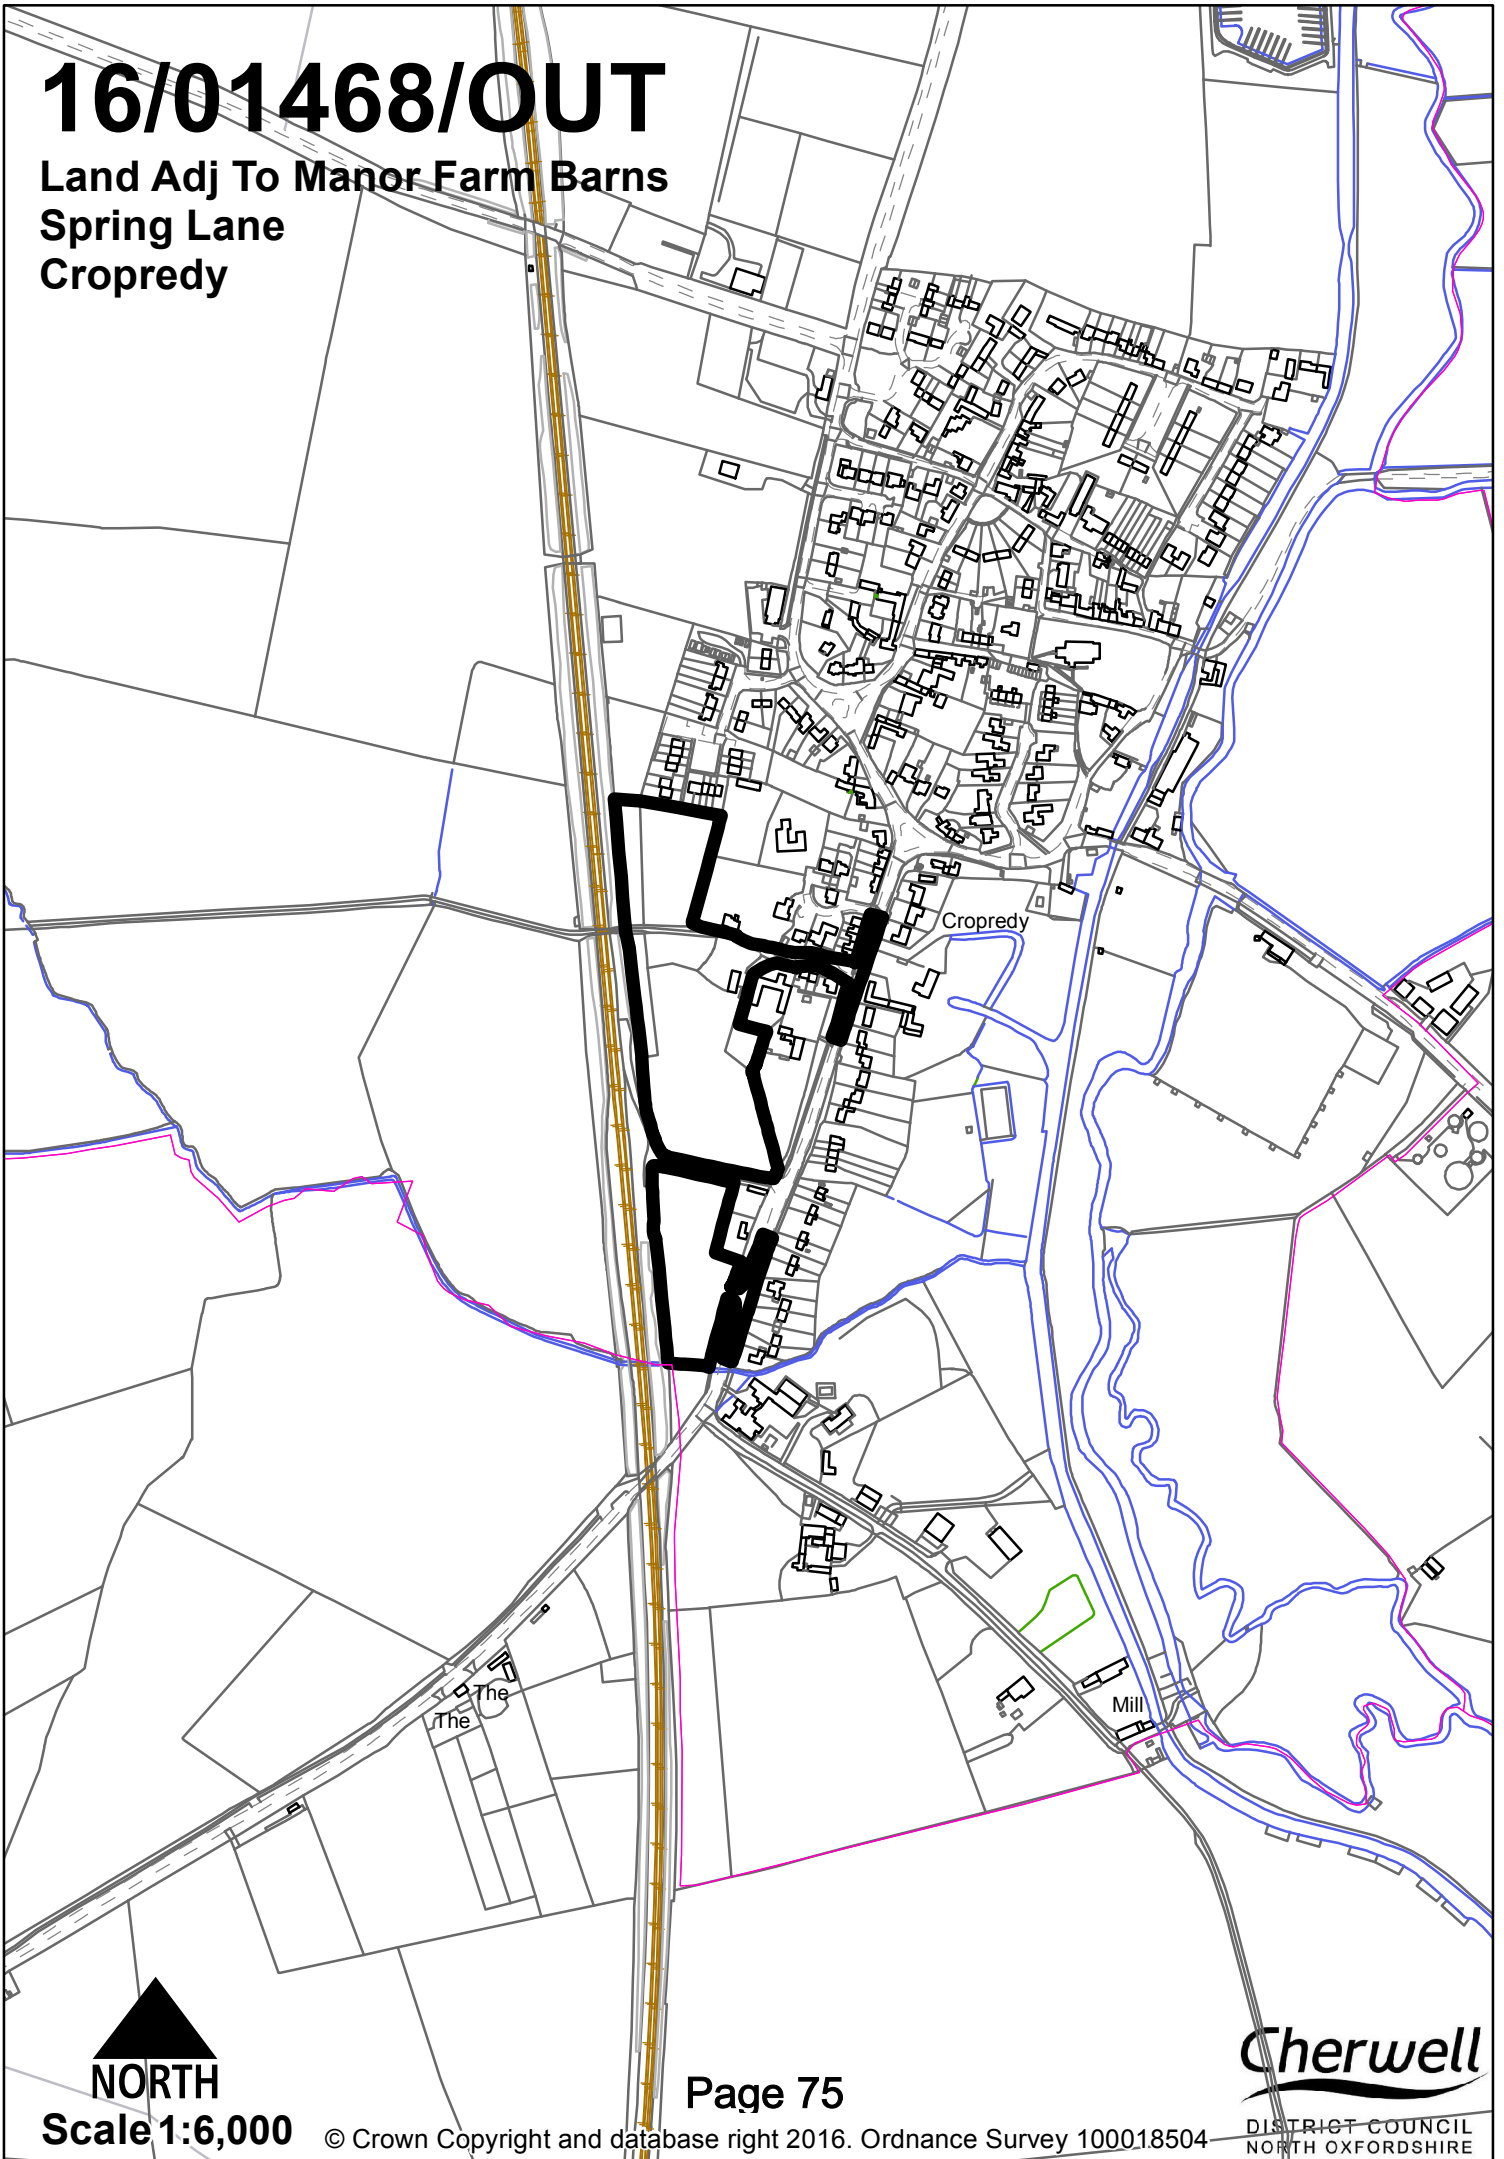 16/01468/OUT
Land Adj To Manor Farm Barns
Spring Lane
Cropredy
Cropredy
The
The
Mill
NORTH
Scale 1:6,000
Page 75
© Crown Copyright and database right 2016. Ordnance Survey 100018504
Cherwell
DISTRICT COUNCIL
NORTH OXFORDSHIRE